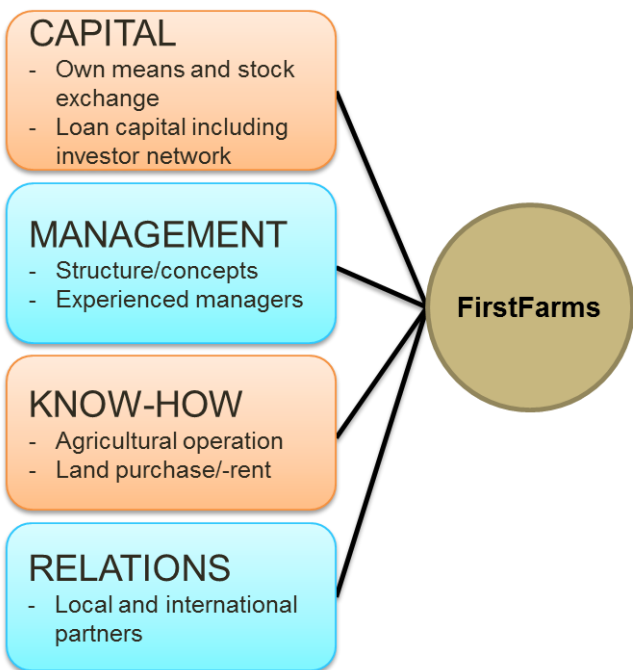 CAPITAL
- Own means and stock
exchange
- Loan capital including
investor network
MANAGEMENT
- Structure/concepts
- Experienced managers
KNOW-HOW
- Agricultural operation
- Land purchase/-rent
RELATIONS
- Local and international
partners
FirstFarms